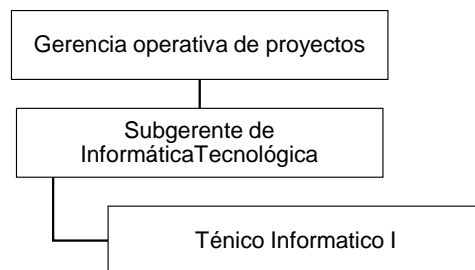 Gerencia operativa de proyectos
Subgerente de
InformáticaTecnológica
Ténico Informatico I